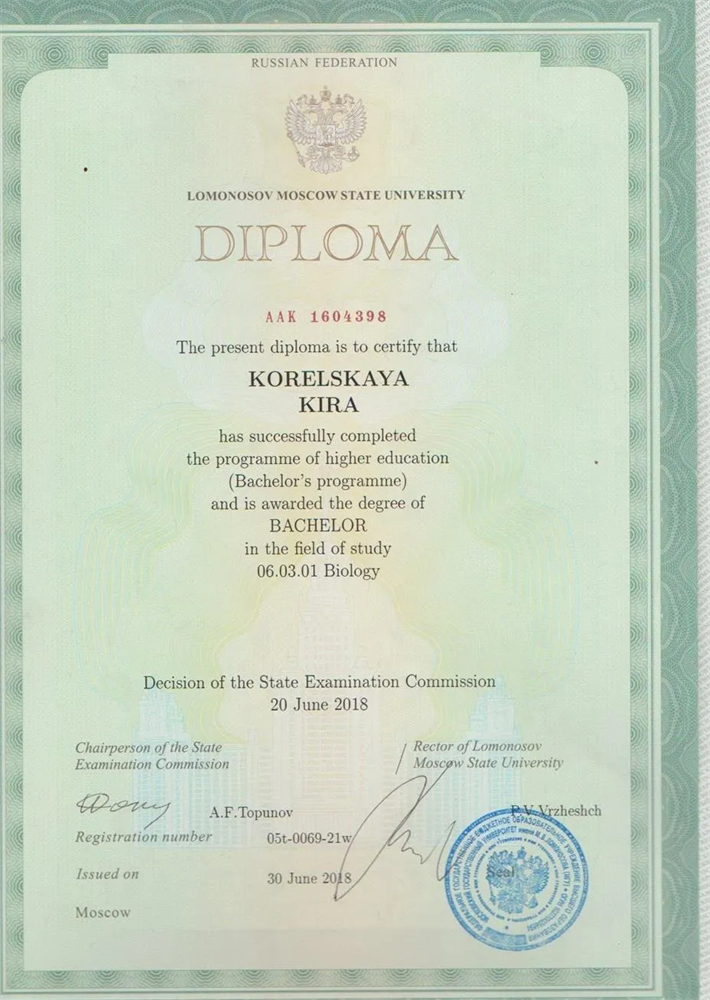 RUSSIAN FEDERATION
LOMONOSOV MOSCOW STATE UNIVERSITY
DIPLOMA
AAK 1604398
The present diploma is to certify that
KORELSKAYA
KIRA
has successfully completed
the programme of higher education
(Bachelor's programme)
and is awarded the degree of
BACHELOR
in the field of study
06.03.01 Biology
Decision of the State Examination Commission
20 June 2018
Chairperson of the State
Examination Commission
Rector of Lomonosov
Moscow State University
A.F.Topunov
P.V.Vrzheshch
Registration number 05t-0069-21w
Issued on 30 June 2018
Seal
Moscow